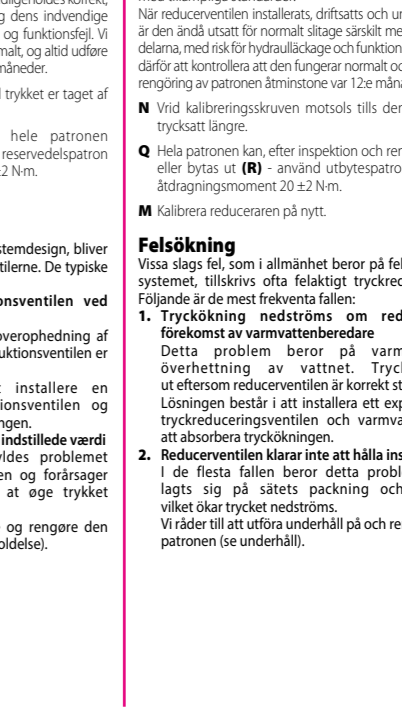 dens indvendige
og funktionsfejl. Vi
malt, og altid udføre
måneder.
trykket er taget af
hele patronen
reservedelspatron
±2 N·m.
stemdesign, bliver
tilerne. De typiske
onsventilen ved
overophedning af
uktionsventilen er
installere en
ionsventilen og
ngen.
indstillede værdi
yldes problemet
en og forårsager
at øge trykket
og rengøre den
oldelse).
När reducerventilen installerats, driftsatts och un
är den ändå utsatt för normalt slitage särskilt me
delarna, med risk för hydraulläckage och funktion
därför att kontrollera att den fungerar normalt oc
rengöring av patronen åtminstone var 12:e måna
N Vrid kalibreringsskruven motsols tills den
trycksatt längre.
Q Hela patronen kan, efter inspektion och ren
eller bytas ut (R) - använd utbytespatro
åtdragningsmoment 20 ±2 N·m.
M Kalibrera reduceraren på nytt.
Felsökning
Vissa slags fel, som i allmänhet beror på fel
systemet, tillskrivs ofta felaktigt tryckred
Följande är de mest frekventa fallen:
1. Tryckökning nedströms om red
förekomst av varmvattenberedare
Detta problem beror på varm
överhettning av vattnet. Tryck
ut eftersom reducerventilen är korrekt st
Lösningen består i att installera ett exp
tryckreduceringsventilen och varmva
att absorbera tryckökningen.
2. Reducerventilen klarar inte att hålla ins
I de flesta fallen beror detta proble
lagts sig på sätets packning och
vilket ökar trycket nedströms.
Vi råder till att utföra underhåll på och re
patronen (se underhåll).